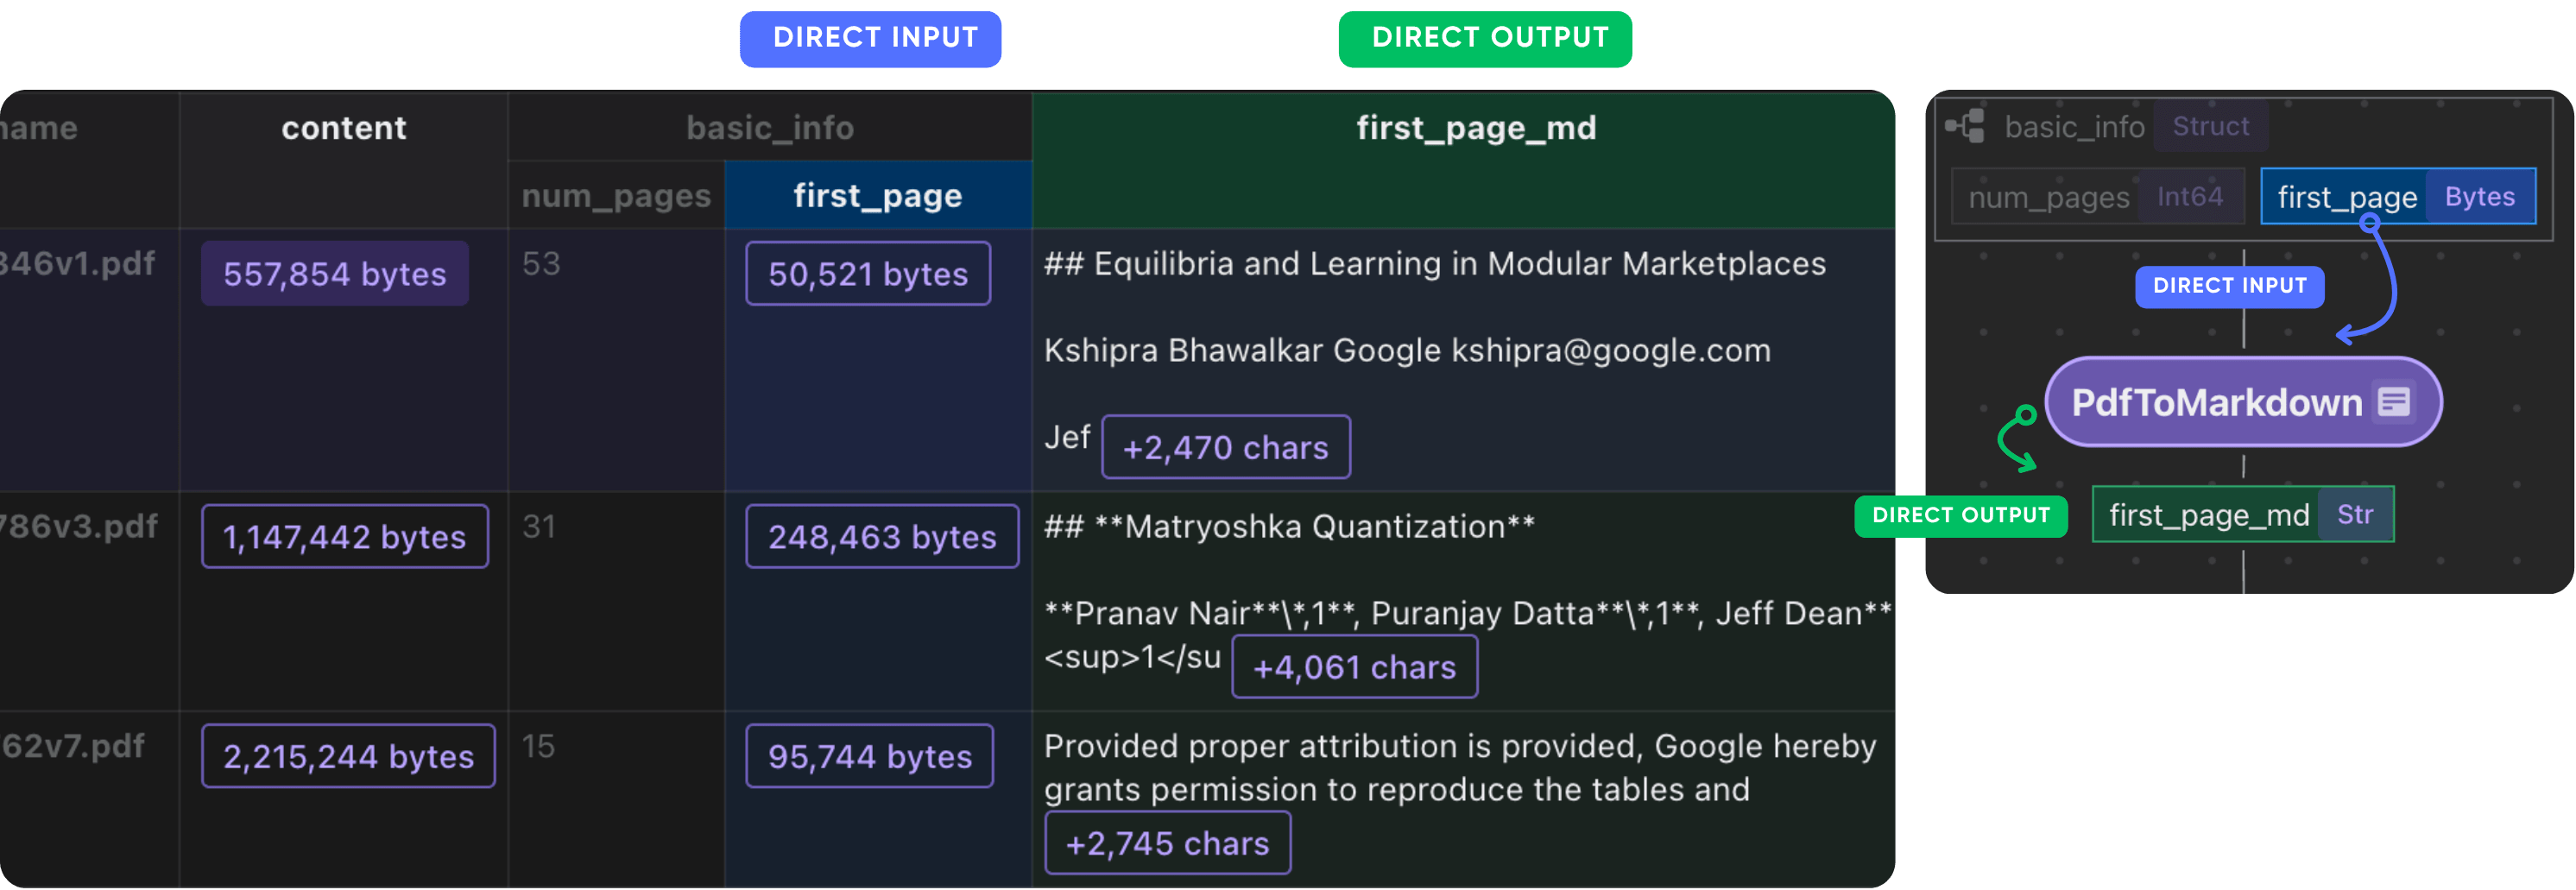 DIRECT INPUT
DIRECT OUTPUT
name content basic_info first_page_md
num_pages first_page
346v1.pdf 557,854 bytes 53 50,521 bytes ## Equilibria and Learning in Modular Marketplaces
Kshipra Bhawalkar Google kshipra@google.com
Jef +2,470 chars
786v3.pdf 1,147,442 bytes 31 248,463 bytes ## **Matryoshka Quantization**
**Pranav Nair**\*,1**, Puranjay Datta**\*,1**, Jeff Dean**
<sup>1</su +4,061 chars
62v7.pdf 2,215,244 bytes 15 95,744 bytes Provided proper attribution is provided, Google hereby
grants permission to reproduce the tables and
+2,745 chars
basic_info Struct
num_pages Int64 first_page Bytes
DIRECT INPUT
PdfToMarkdown
DIRECT OUTPUT
first_page_md Str